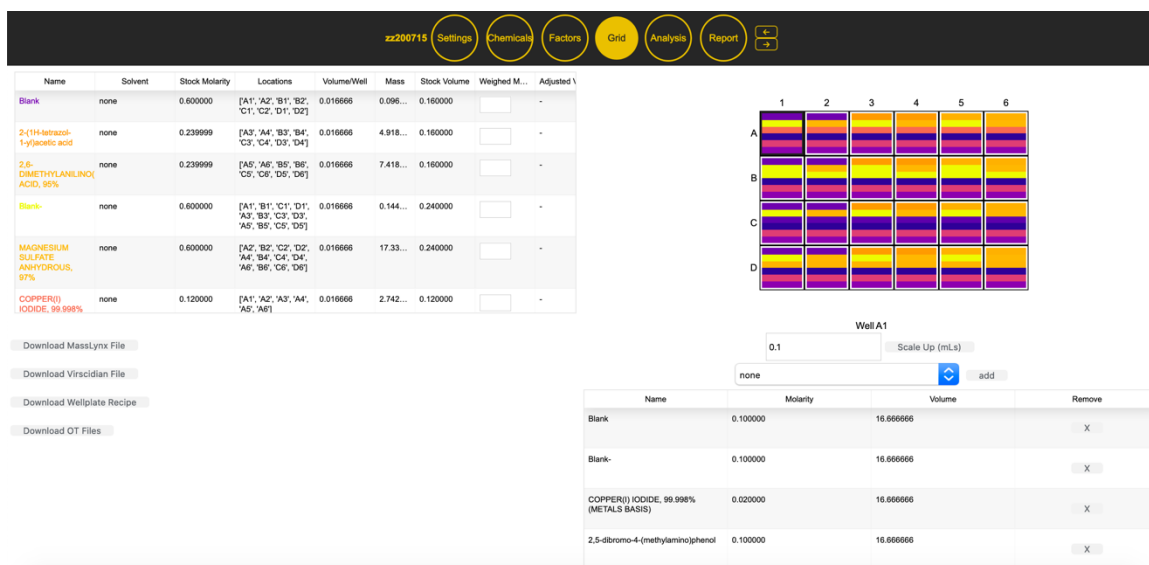 zz200715 Settings Chemicals Factors Grid Analysis Report ← →
Name Solvent Stock Molarity Locations Volume/Well Mass Stock Volume Weighed M... Adjusted V
Blank none 0.600000 ['A1', 'A2', 'B1', 'B2', 0.016666 0.096... 0.160000 -
'C1', 'C2', 'D1', 'D2']
2-(1H-tetrazol- none 0.239999 ['A3', 'A4', 'B3', 'B4', 0.016666 4.918... 0.160000 -
1-yl)acetic acid 'C3', 'C4', 'D3', 'D4']
2,6- none 0.239999 ['A5', 'A6', 'B5', 'B6', 0.016666 7.418... 0.160000 -
DIMETHYLANILINO( 'C5', 'C6', 'D5', 'D6']
ACID, 95%
Blank- none 0.600000 ['A1', 'B1', 'C1', 'D1', 0.016666 0.144... 0.240000 -
'A3', 'B3', 'C3', 'D3',
'A5', 'B5', 'C5', 'D5']
MAGNESIUM none 0.600000 ['A2', 'B2', 'C2', 'D2', 0.016666 17.33... 0.240000 -
SULFATE 'A4', 'B4', 'C4', 'D4',
ANHYDROUS, 'A6', 'B6', 'C6', 'D6']
97%
COPPER(I) none 0.120000 ['A1', 'A2', 'A3', 'A4', 0.016666 2.742... 0.120000 -
IODIDE, 99.998% 'A5', 'A6']
Download MassLynx File
Download Virscidian File
Download Wellplate Recipe
Download OT Files
1 2 3 4 5 6
A
B
C
D
Well A1
0.1 Scale Up (mLs)
none add
Name Molarity Volume Remove
Blank 0.100000 16.666666 X
Blank- 0.100000 16.666666 X
COPPER(I) IODIDE, 99.998% 0.020000 16.666666 X
(METALS BASIS)
2,5-dibromo-4-(methylamino)phenol 0.100000 16.666666 X